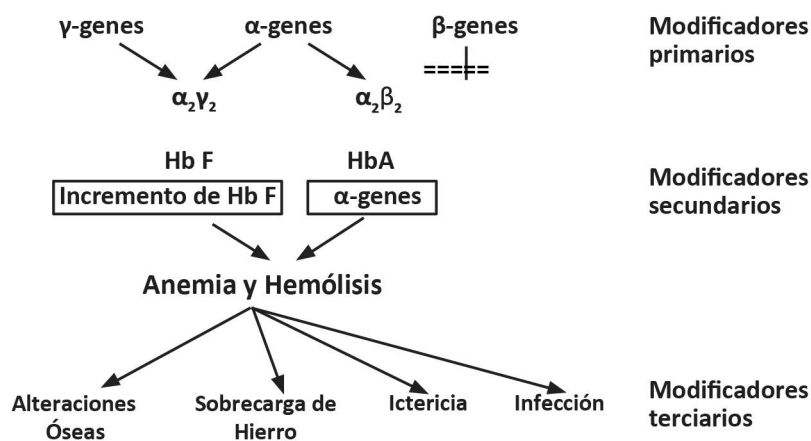 γ-genes α-genes β-genes Modificadores
primarios
=====
α₂γ₂ α₂β₂
Hb F HbA
Incremento de Hb F α-genes Modificadores
secundarios
Anemia y Hemólisis
Alteraciones Sobrecarga de Ictericia Infección Modificadores
Óseas Hierro terciarios